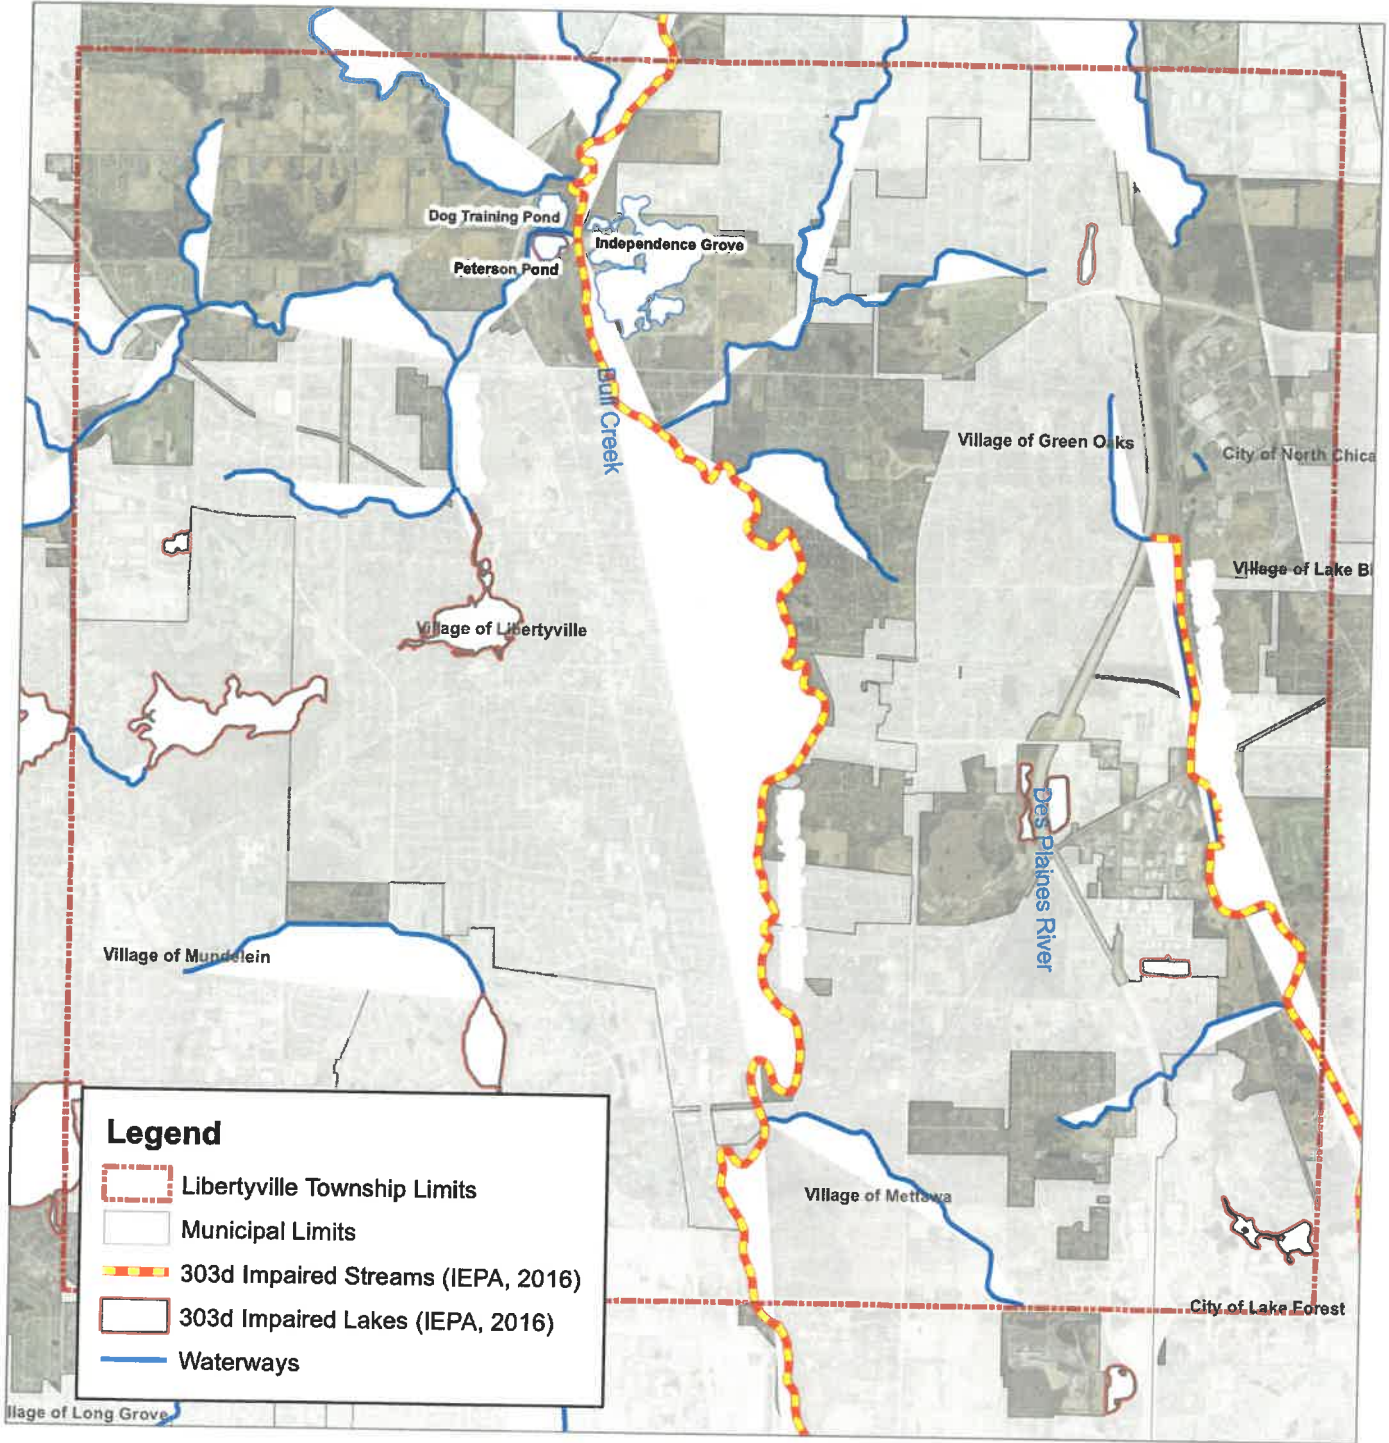 Dog Training Pond
Independence Grove
Peterson Pond
Bull Creek
Village of Green Oaks
City of North Chica
Village of Lake Bl
Village of Libertyville
Des Plaines River
Village of Mundelein
Village of Mettawa
City of Lake Forest
Legend
Libertyville Township Limits
Municipal Limits
303d Impaired Streams (IEPA, 2016)
303d Impaired Lakes (IEPA, 2016)
Waterways
llage of Long Grove